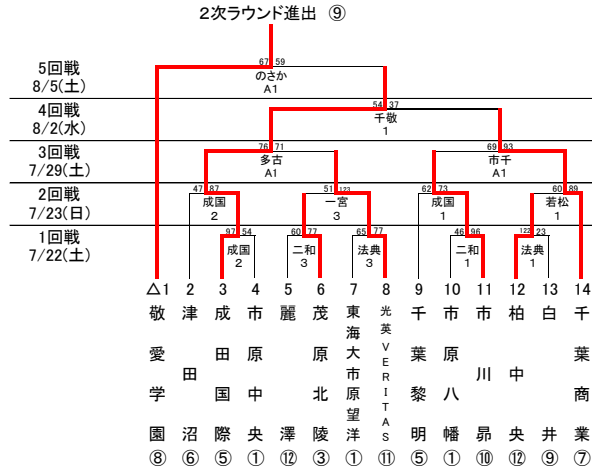 2次ラウンド進出 ⑨
5回戦
8/5(土)
67 59
のさか
A1
4回戦
8/2(水)
54 37
千敬
1
3回戦
7/29(土)
76 71
多古
A1
69 93
市千
A1
2回戦
7/23(日)
47 87
成国
2
51 123
一宮
3
62 73
成国
1
60 89
若松
1
1回戦
7/22(土)
97 54
成国
2
60 77
二和
3
65 77
法典
3
46 96
二和
1
122 23
法典
1
△1 2 3 4 5 6 7 8 9 10 11 12 13 14
敬愛学園
津田沼
成田国際
市原中央
麗澤
茂原北陵
東海大市原望洋
光英VERITAS
千葉黎明
市原八幡
市川昴
柏中央
白井
千葉商業
⑧ ⑥ ⑤ ① ⑫ ③ ① ⑪ ⑤ ① ⑩ ⑫ ⑨ ⑦